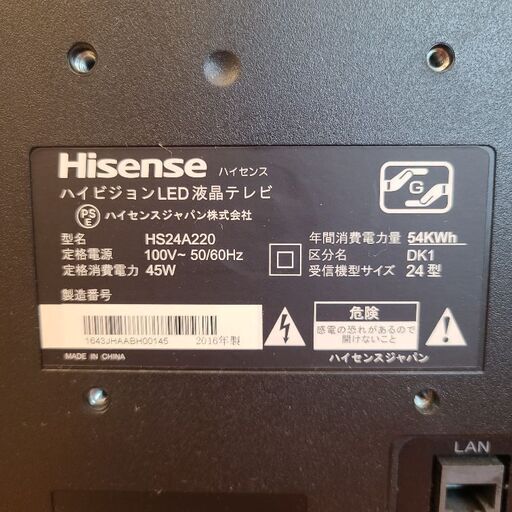 Hisense ハイセンス
ハイビジョンLED液晶テレビ
PS E ハイセンスジャパン株式会社
G
型名 HS24A220
定格電源 100V~ 50/60Hz
定格消費電力 45W
年間消費電力量 54KWh
区分名 DK1
受信機型サイズ 24型
製造番号
1643JHAABH00145 2016年製
MADE IN CHINA
危険
感電の恐れがあるので
開けないこと
ハイセンスジャパン
LAN